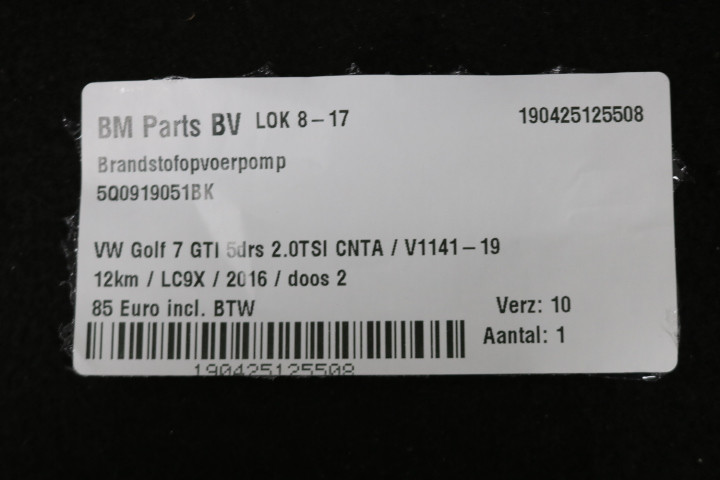 BM Parts BV LOK 8-17 190425125508
Brandstofopvoerpomp
5Q0919051BK
VW Golf 7 GTI 5drs 2.0TSI CNTA / V1141-19
12km / LC9X / 2016 / doos 2
85 Euro incl. BTW Verz: 10
Aantal: 1
190425125508